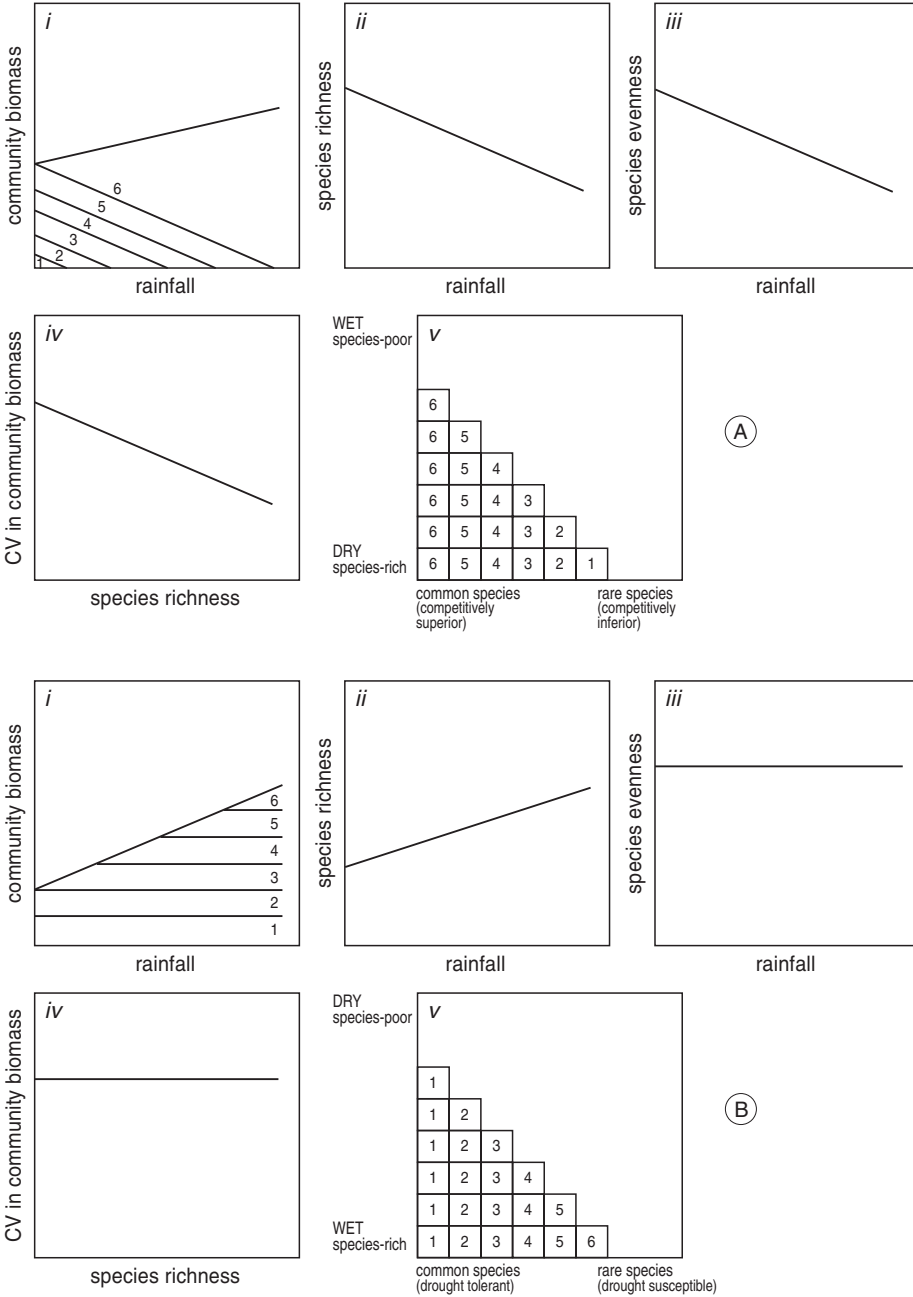 i
community biomass
6
5
4
3
2
1
rainfall
ii
species richness
rainfall
iii
species evenness
rainfall
iv
CV in community biomass
species richness
WET
species-poor
v
6
6 5
6 5 4
6 5 4 3
6 5 4 3 2
6 5 4 3 2 1
DRY
species-rich
common species
(competitively
superior)
rare species
(competitively
inferior)
A
i
community biomass
6
5
4
3
2
1
rainfall
ii
species richness
rainfall
iii
species evenness
rainfall
iv
CV in community biomass
species richness
DRY
species-poor
v
1
1 2
1 2 3
1 2 3 4
1 2 3 4 5
1 2 3 4 5 6
WET
species-rich
common species
(drought tolerant)
rare species
(drought susceptible)
B